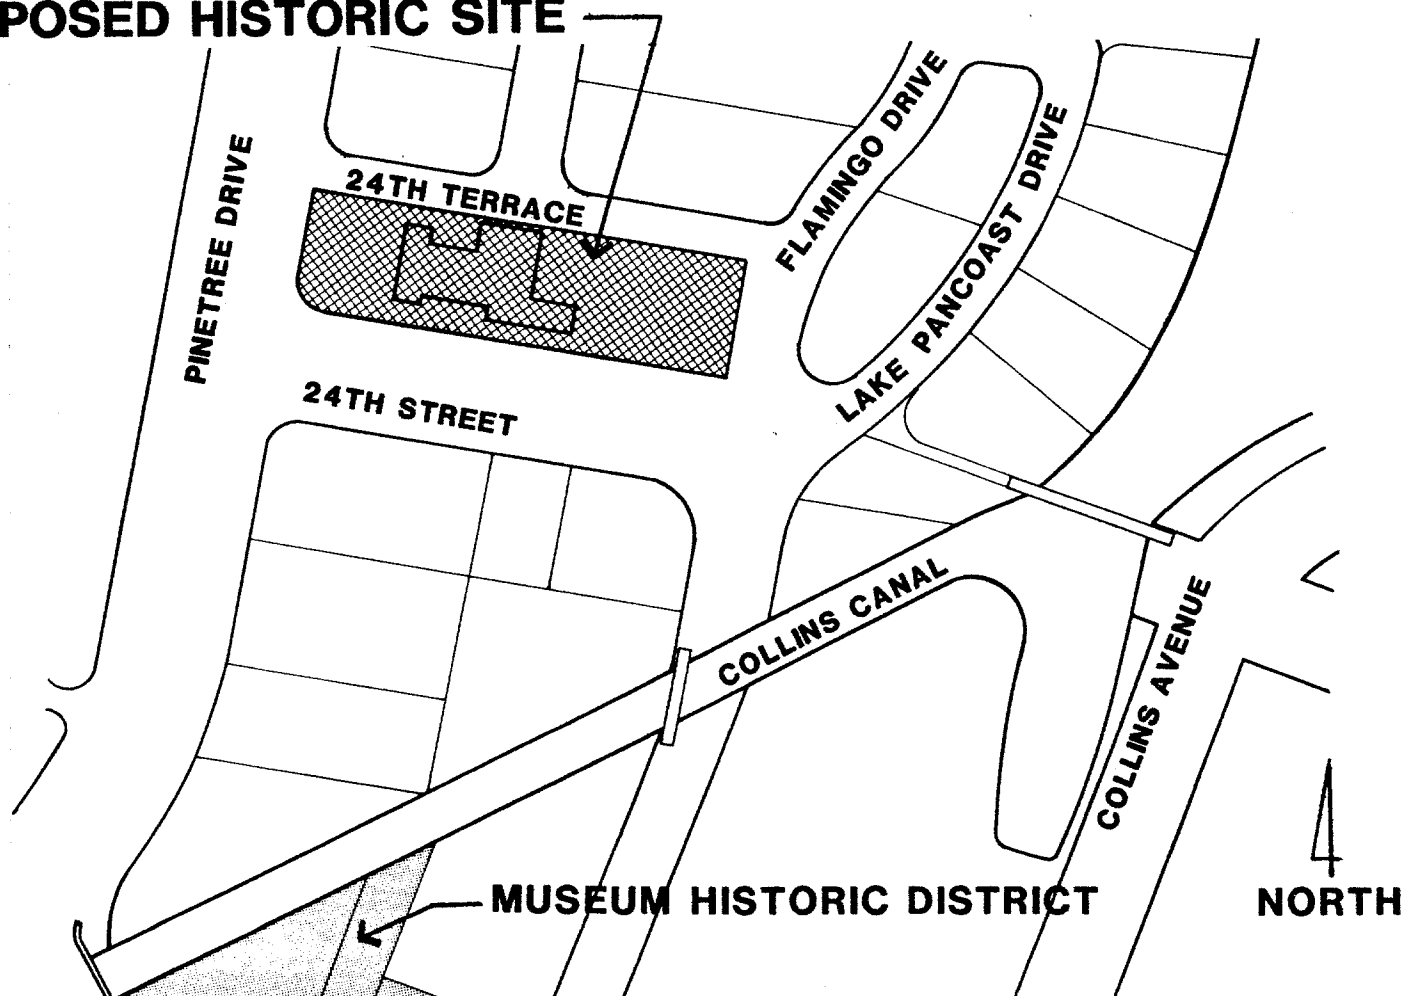 POSED HISTORIC SITE
24TH TERRACE
PINETREE DRIVE
FLAMINGO DRIVE
LAKE PANCOAST DRIVE
24TH STREET
COLLINS CANAL
COLLINS AVENUE
MUSEUM HISTORIC DISTRICT
NORTH